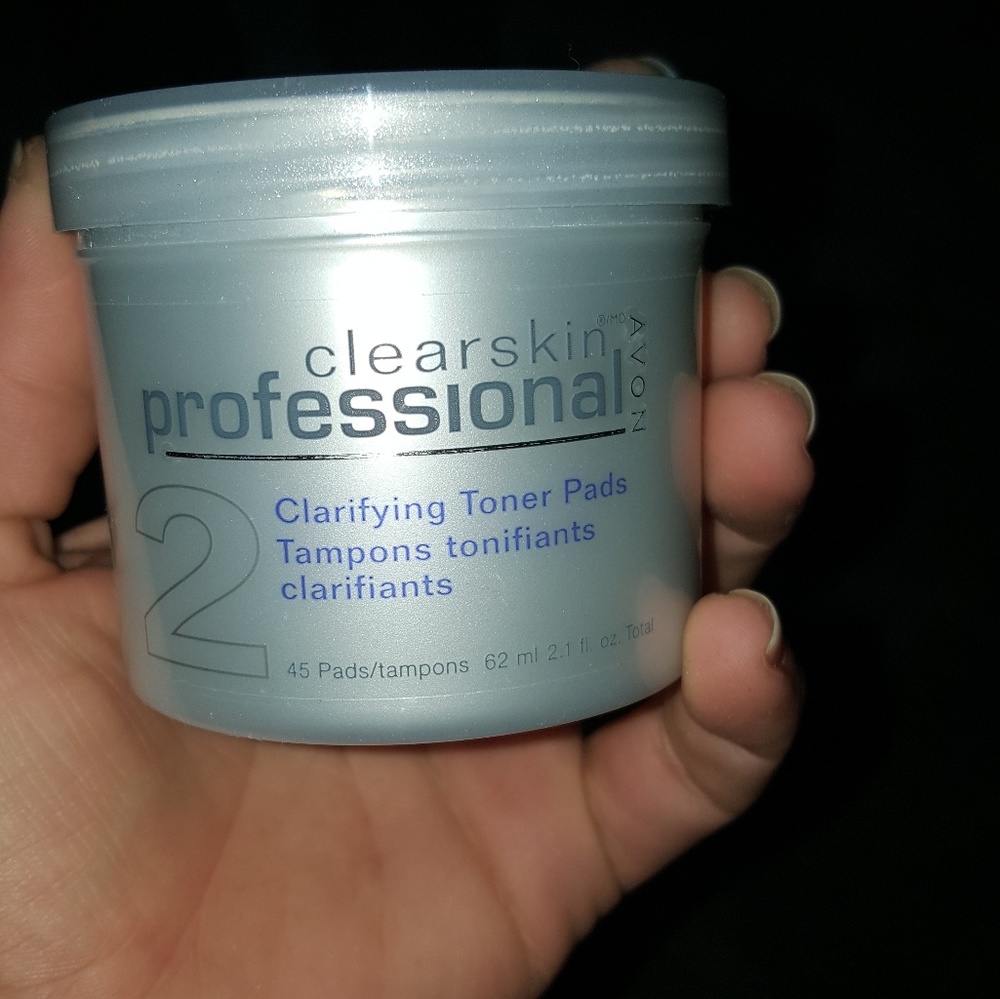 clearskin®/MD
professional
AVON
2
Clarifying Toner Pads
Tampons tonifiants
clarifiants
45 Pads/tampons 62 ml 2.1 fl. oz. Total